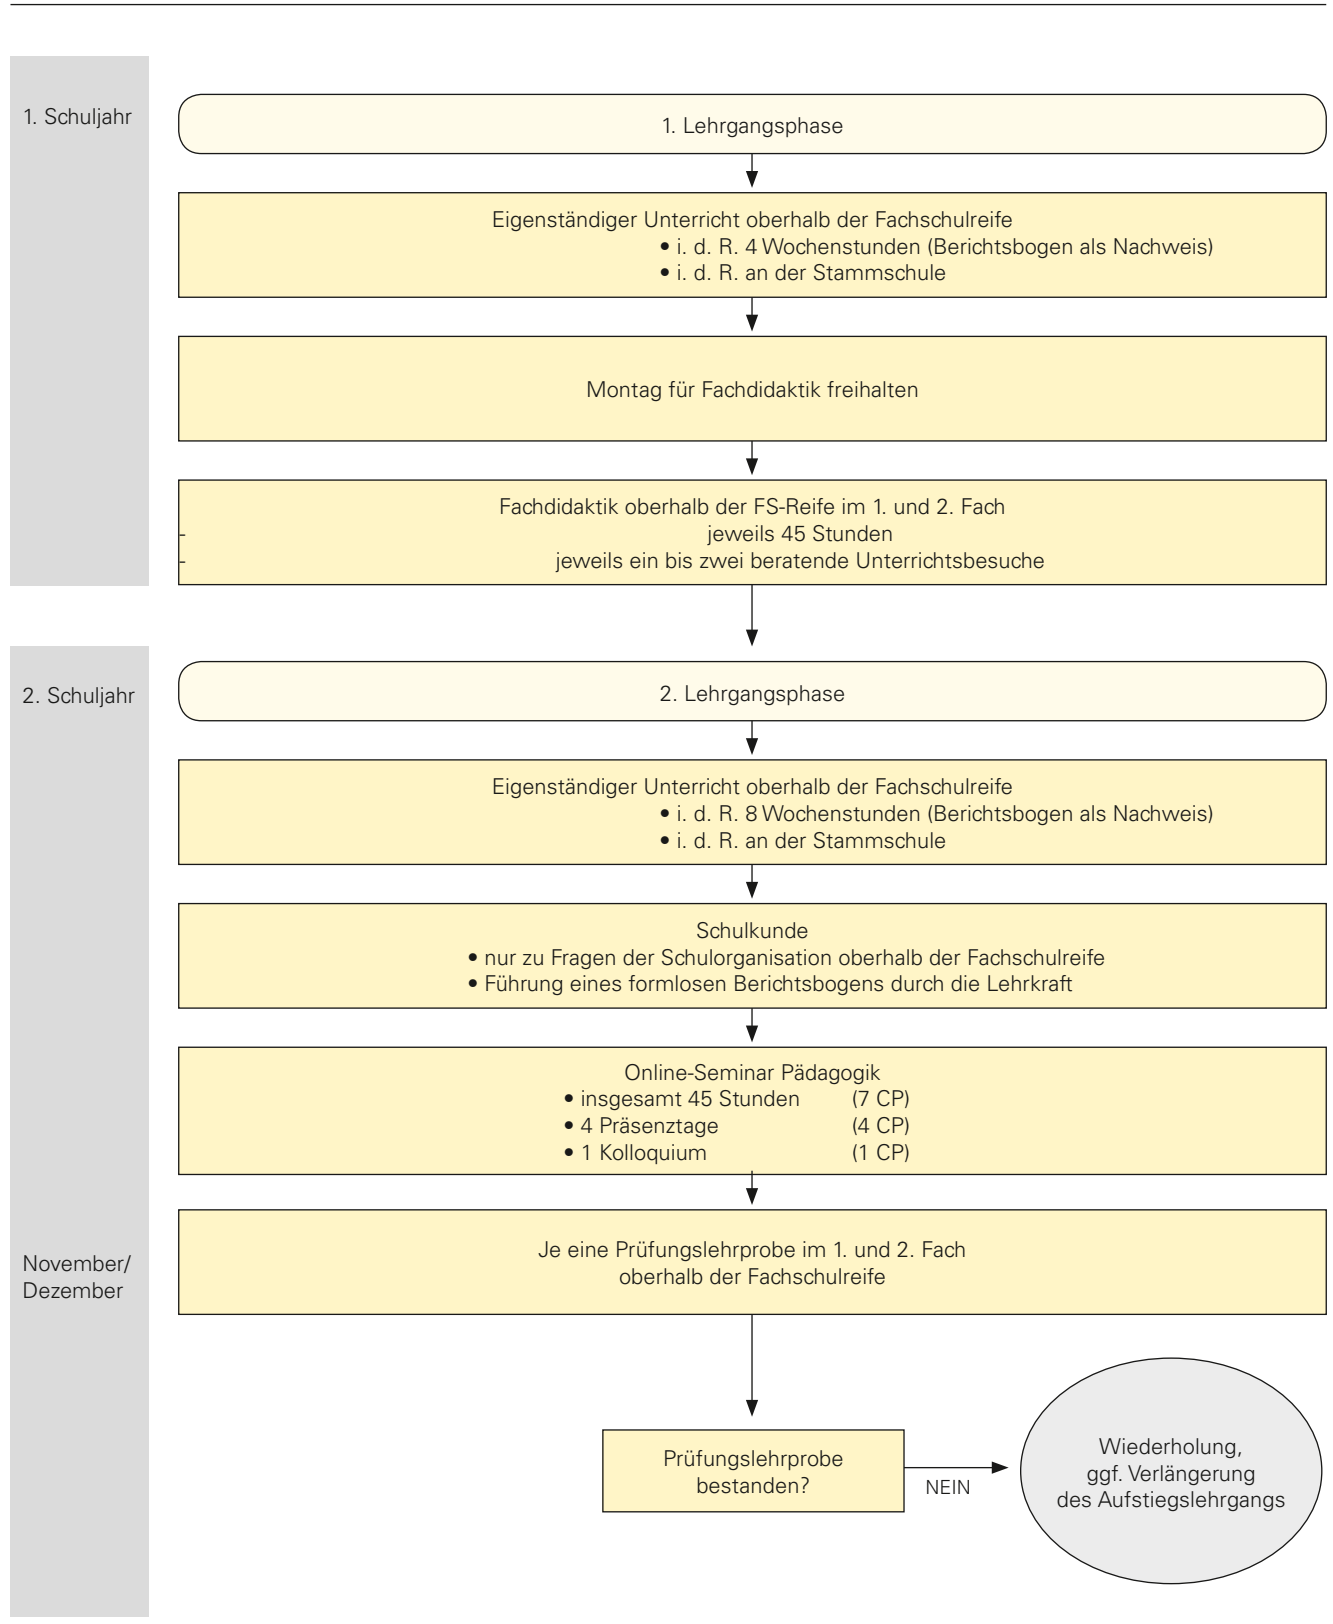 1. Schuljahr
1. Lehrgangsphase
Eigenständiger Unterricht oberhalb der Fachschulreife
• i. d. R. 4 Wochenstunden (Berichtsbogen als Nachweis)
• i. d. R. an der Stammschule
Montag für Fachdidaktik freihalten
Fachdidaktik oberhalb der FS-Reife im 1. und 2. Fach
- jeweils 45 Stunden
- jeweils ein bis zwei beratende Unterrichtsbesuche
2. Schuljahr
2. Lehrgangsphase
Eigenständiger Unterricht oberhalb der Fachschulreife
• i. d. R. 8 Wochenstunden (Berichtsbogen als Nachweis)
• i. d. R. an der Stammschule
Schulkunde
• nur zu Fragen der Schulorganisation oberhalb der Fachschulreife
• Führung eines formlosen Berichtsbogens durch die Lehrkraft
Online-Seminar Pädagogik
• insgesamt 45 Stunden (7 CP)
• 4 Präsenztage (4 CP)
• 1 Kolloquium (1 CP)
November/
Dezember
Je eine Prüfungslehrprobe im 1. und 2. Fach
oberhalb der Fachschulreife
Prüfungslehrprobe
bestanden?
NEIN
Wiederholung,
ggf. Verlängerung
des Aufstiegslehrgangs